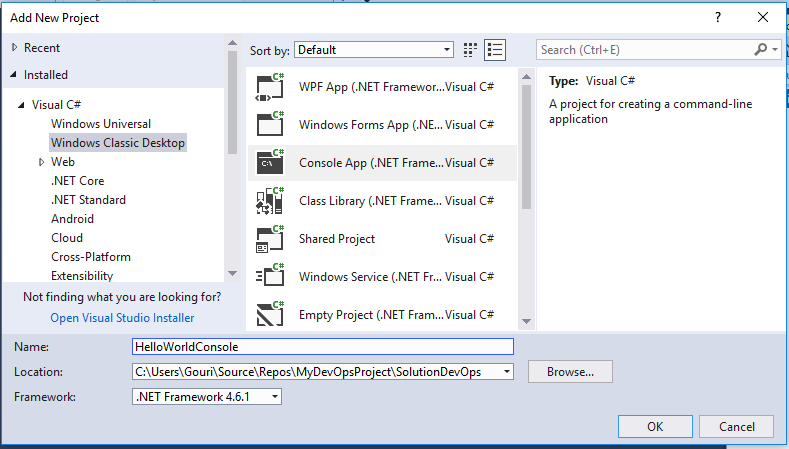 Add New Project
Recent
Installed
Visual C#
Windows Universal
Windows Classic Desktop
Web
.NET Core
.NET Standard
Android
Cloud
Cross-Platform
Extensibility
Not finding what you are looking for?
Open Visual Studio Installer
Sort by: Default
C# WPF App (.NET Framewor... Visual C#
C# Windows Forms App (.NE... Visual C#
C# C:\ Console App (.NET Frame... Visual C#
C# Class Library (.NET Frame... Visual C#
C# Shared Project Visual C#
C# Windows Service (.NET Fr... Visual C#
C# Empty Project (.NET Fram... Visual C#
Search (Ctrl+E)
Type: Visual C#
A project for creating a command-line
application
Name: HelloWorldConsole
Location: C:\Users\Gouri\Source\Repos\MyDevOpsProject\SolutionDevOps Browse...
Framework: .NET Framework 4.6.1
OK Cancel